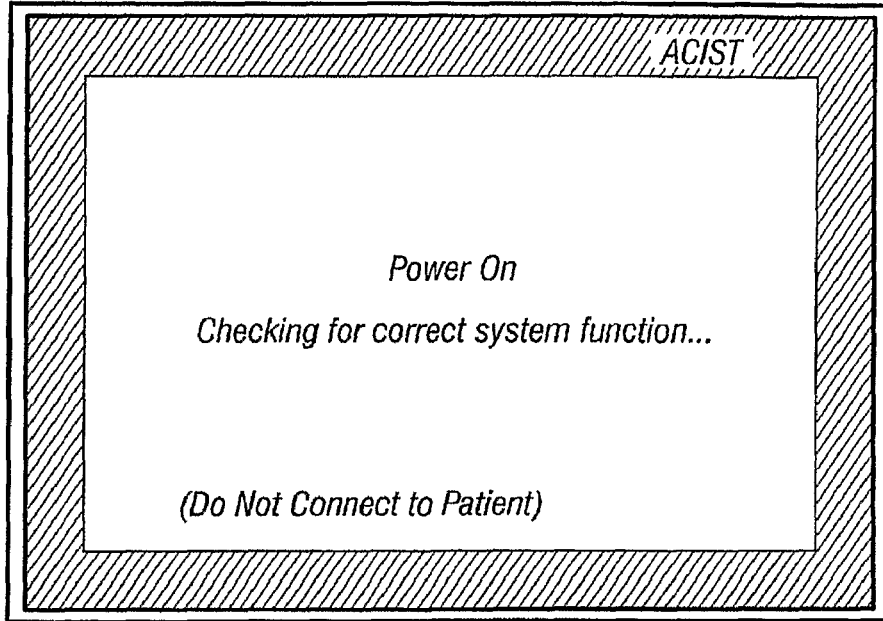 ACIST
Power On
Checking for correct system function...
(Do Not Connect to Patient)